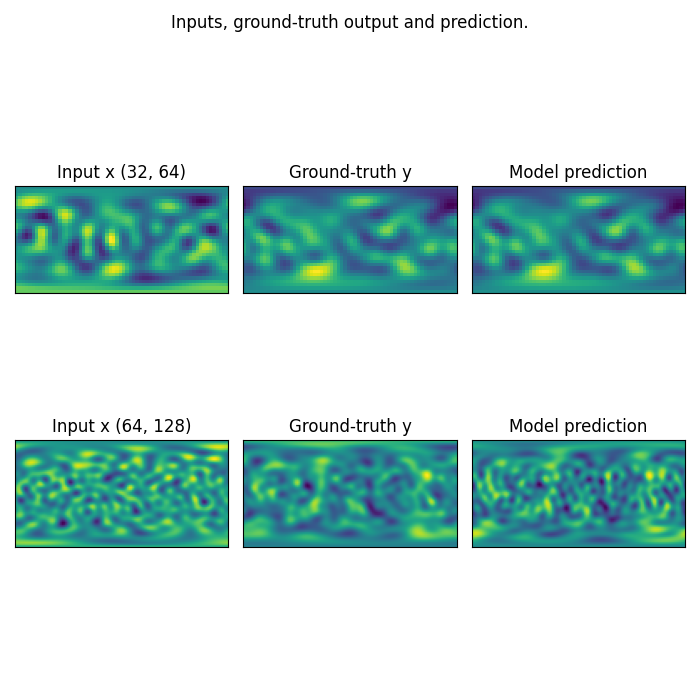 Inputs, ground-truth output and prediction.
Input x (32, 64)
Ground-truth y
Model prediction
Input x (64, 128)
Ground-truth y
Model prediction